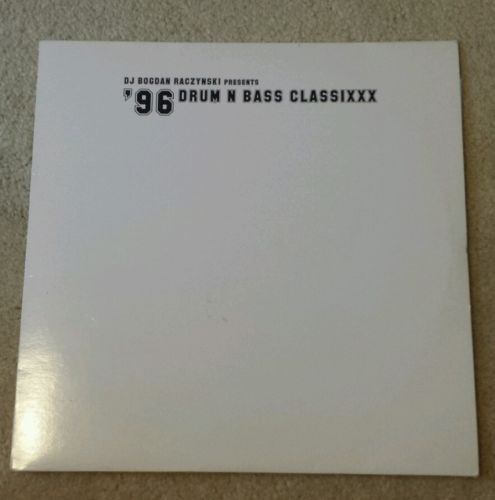 DJ BOGDAN RACZYNSKI PRESENTS
'96 DRUM N BASS CLASSIXXX